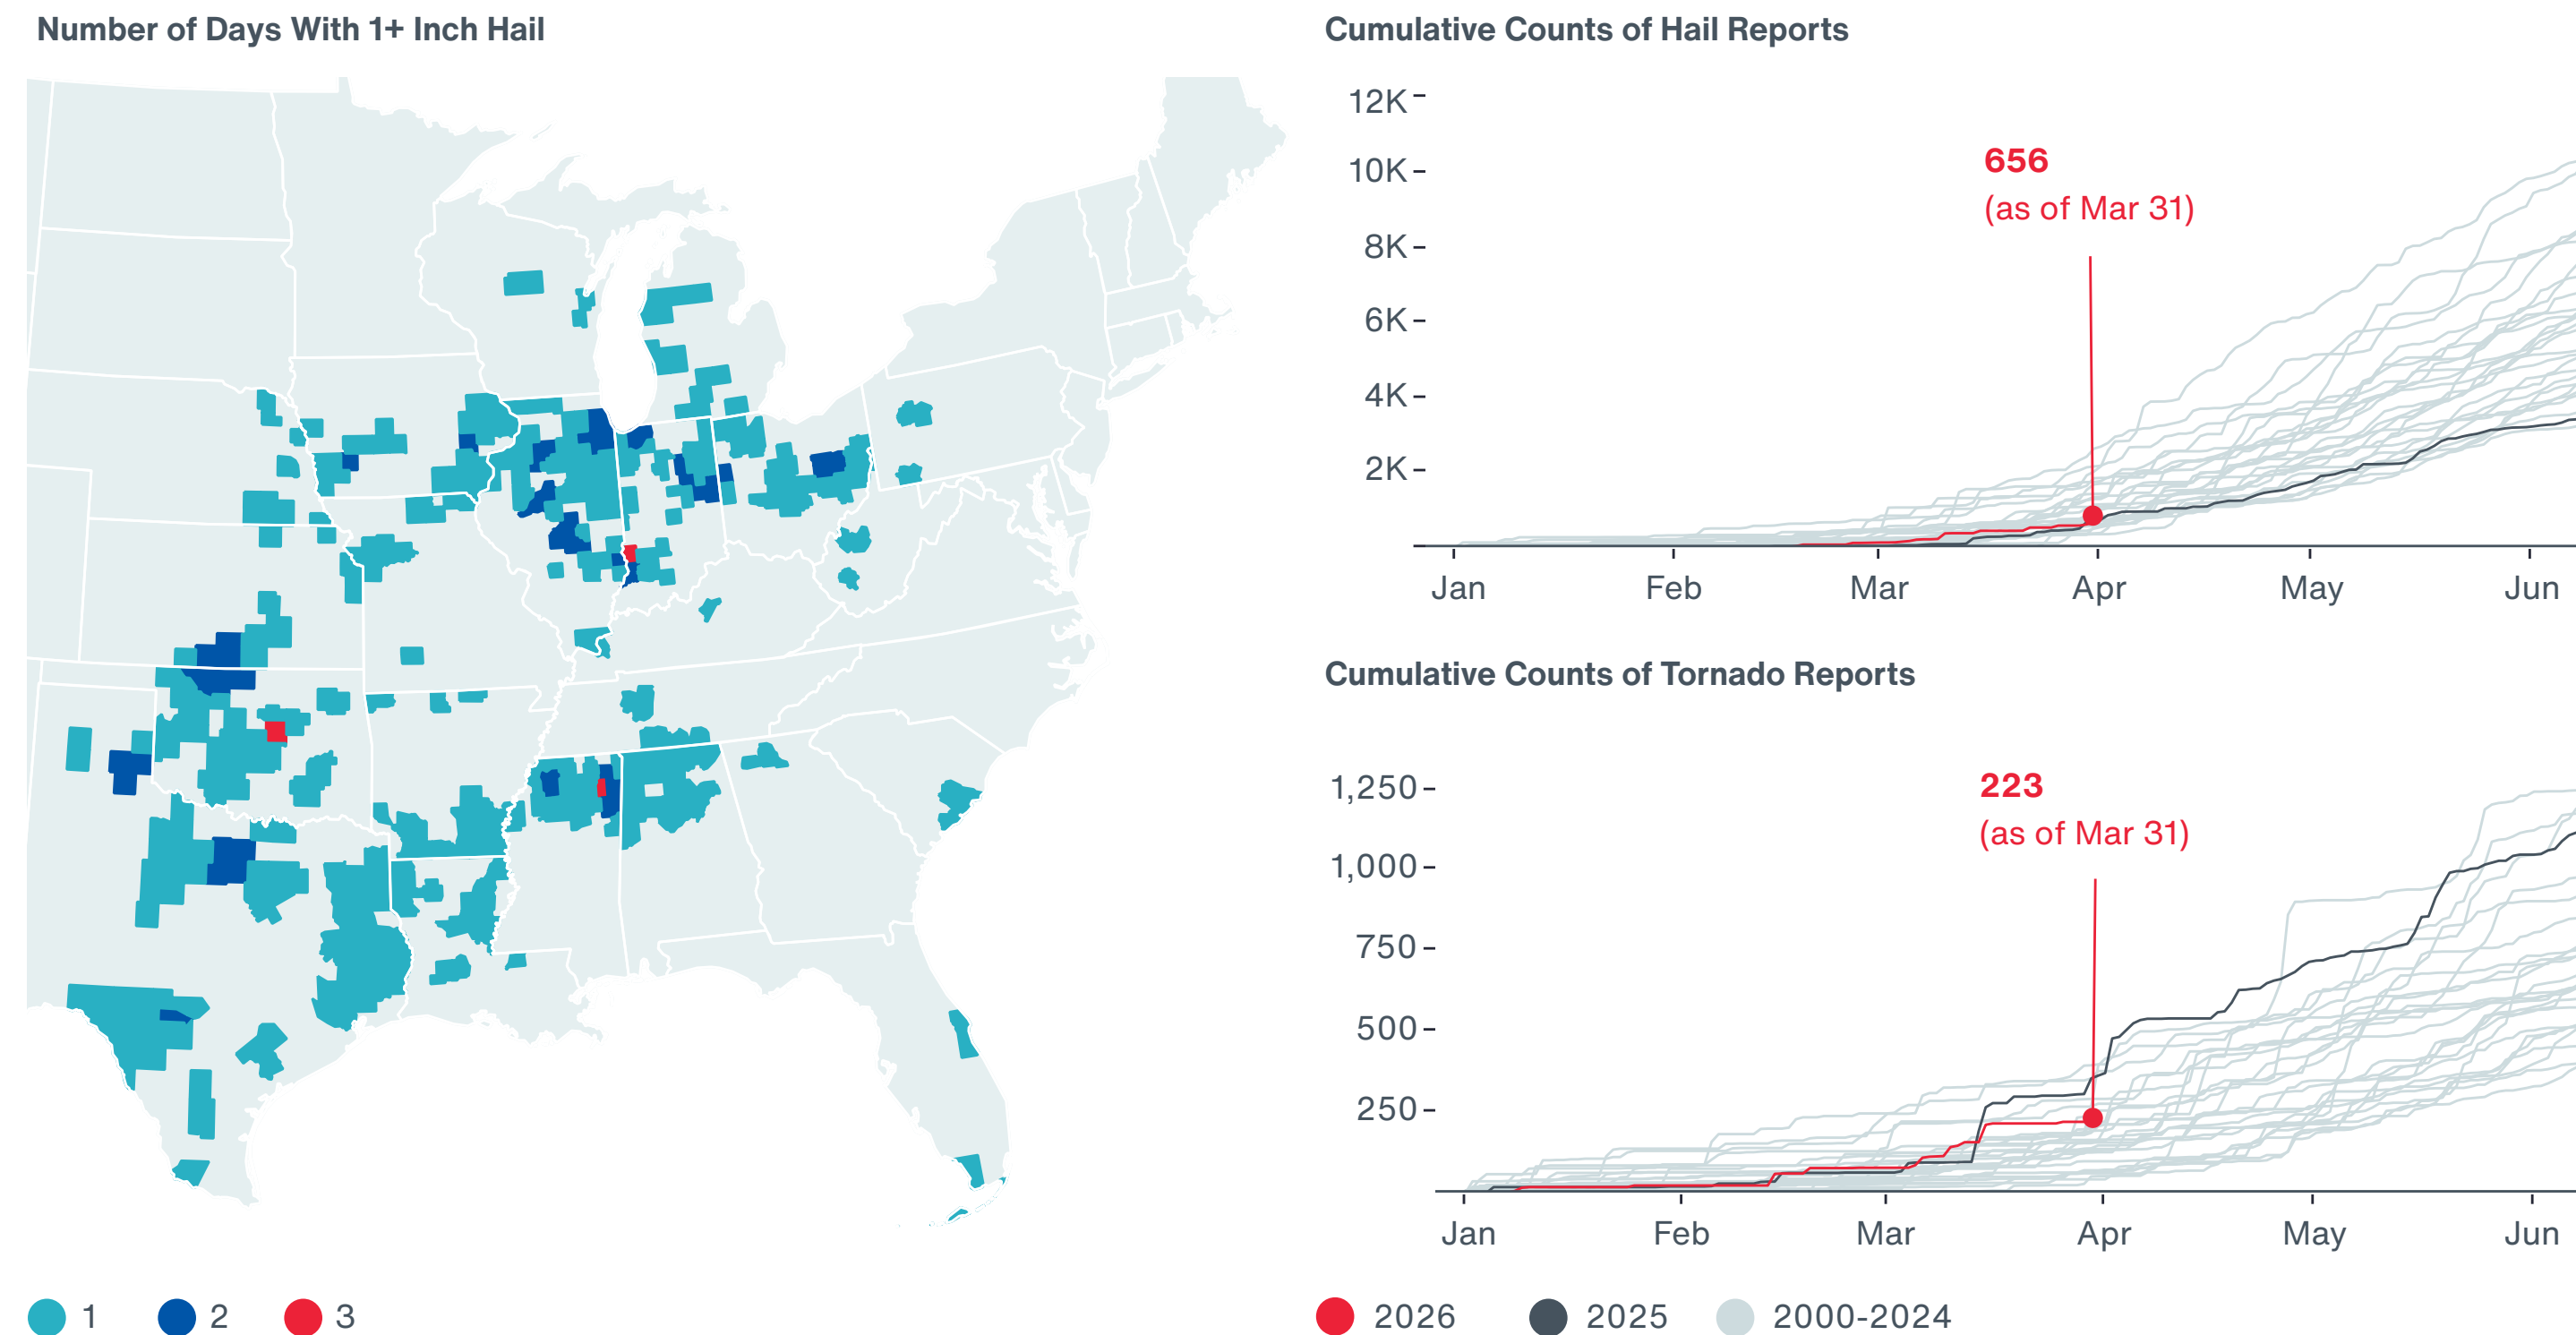 Number of Days With 1+ Inch Hail
1
2
3
Cumulative Counts of Hail Reports
12K
10K
8K
6K
4K
2K
656
(as of Mar 31)
Jan
Feb
Mar
Apr
May
Jun
Cumulative Counts of Tornado Reports
1,250
1,000
750
500
250
223
(as of Mar 31)
Jan
Feb
Mar
Apr
May
Jun
2026
2025
2000-2024